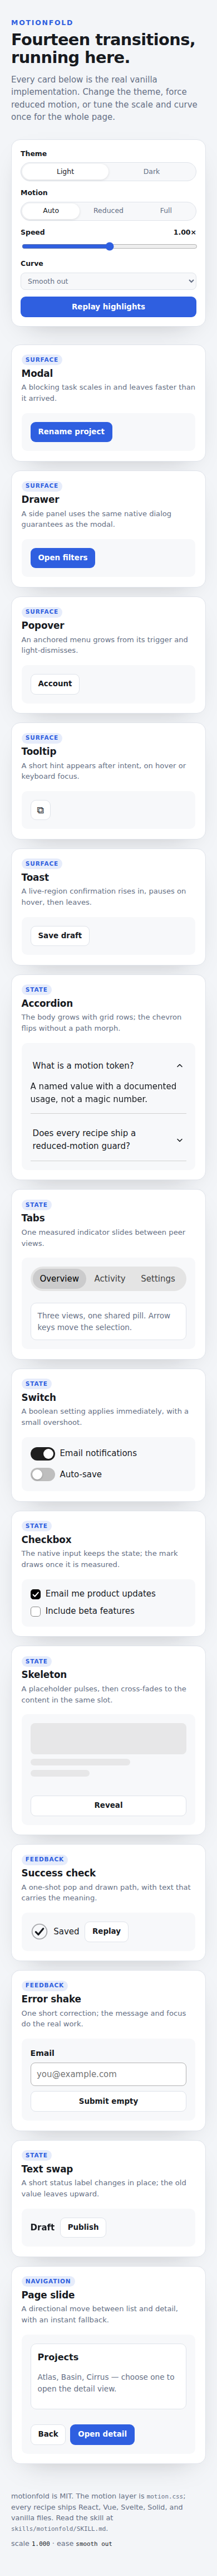 MOTIONFOLD
Fourteen transitions,
running here.
Every card below is the real vanilla
implementation. Change the theme, force
reduced motion, or tune the scale and curve
once for the whole page.
Theme
Light Dark
Motion
Auto Reduced Full
Speed 1.00×
Curve
Smooth out
Replay highlights
SURFACE
Modal
A blocking task scales in and leaves faster than
it arrived.
Rename project
SURFACE
Drawer
A side panel uses the same native dialog
guarantees as the modal.
Open filters
SURFACE
Popover
An anchored menu grows from its trigger and
light-dismisses.
Account
SURFACE
Tooltip
A short hint appears after intent, on hover or
keyboard focus.
SURFACE
Toast
A live-region confirmation rises in, pauses on
hover, then leaves.
Save draft
STATE
Accordion
The body grows with grid rows; the chevron
flips without a path morph.
What is a motion token?
A named value with a documented
usage, not a magic number.
Does every recipe ship a
reduced-motion guard?
STATE
Tabs
One measured indicator slides between peer
views.
Overview Activity Settings
Three views, one shared pill. Arrow
keys move the selection.
STATE
Switch
A boolean setting applies immediately, with a
small overshoot.
Email notifications
Auto-save
STATE
Checkbox
The native input keeps the state; the mark
draws once it is measured.
Email me product updates
Include beta features
STATE
Skeleton
A placeholder pulses, then cross-fades to the
content in the same slot.
Reveal
FEEDBACK
Success check
A one-shot pop and drawn path, with text that
carries the meaning.
Saved Replay
FEEDBACK
Error shake
One short correction; the message and focus
do the real work.
Email
you@example.com
Submit empty
STATE
Text swap
A short status label changes in place; the old
value leaves upward.
Draft Publish
NAVIGATION
Page slide
A directional move between list and detail,
with an instant fallback.
Projects
Atlas, Basin, Cirrus — choose one to
open the detail view.
Back Open detail
motionfold is MIT. The motion layer is motion.css;
every recipe ships React, Vue, Svelte, Solid, and
vanilla files. Read the skill at
skills/motionfold/SKILL.md.
scale 1.000 · ease smooth out